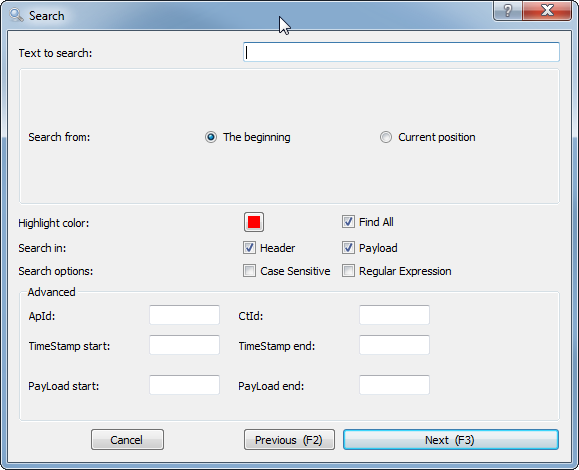 Search
Text to search:
Search from: The beginning Current position
Highlight color: Find All
Search in: Header Payload
Search options: Case Sensitive Regular Expression
Advanced
ApId: CtId:
TimeStamp start: TimeStamp end:
PayLoad start: PayLoad end:
Cancel Previous (F2) Next (F3)